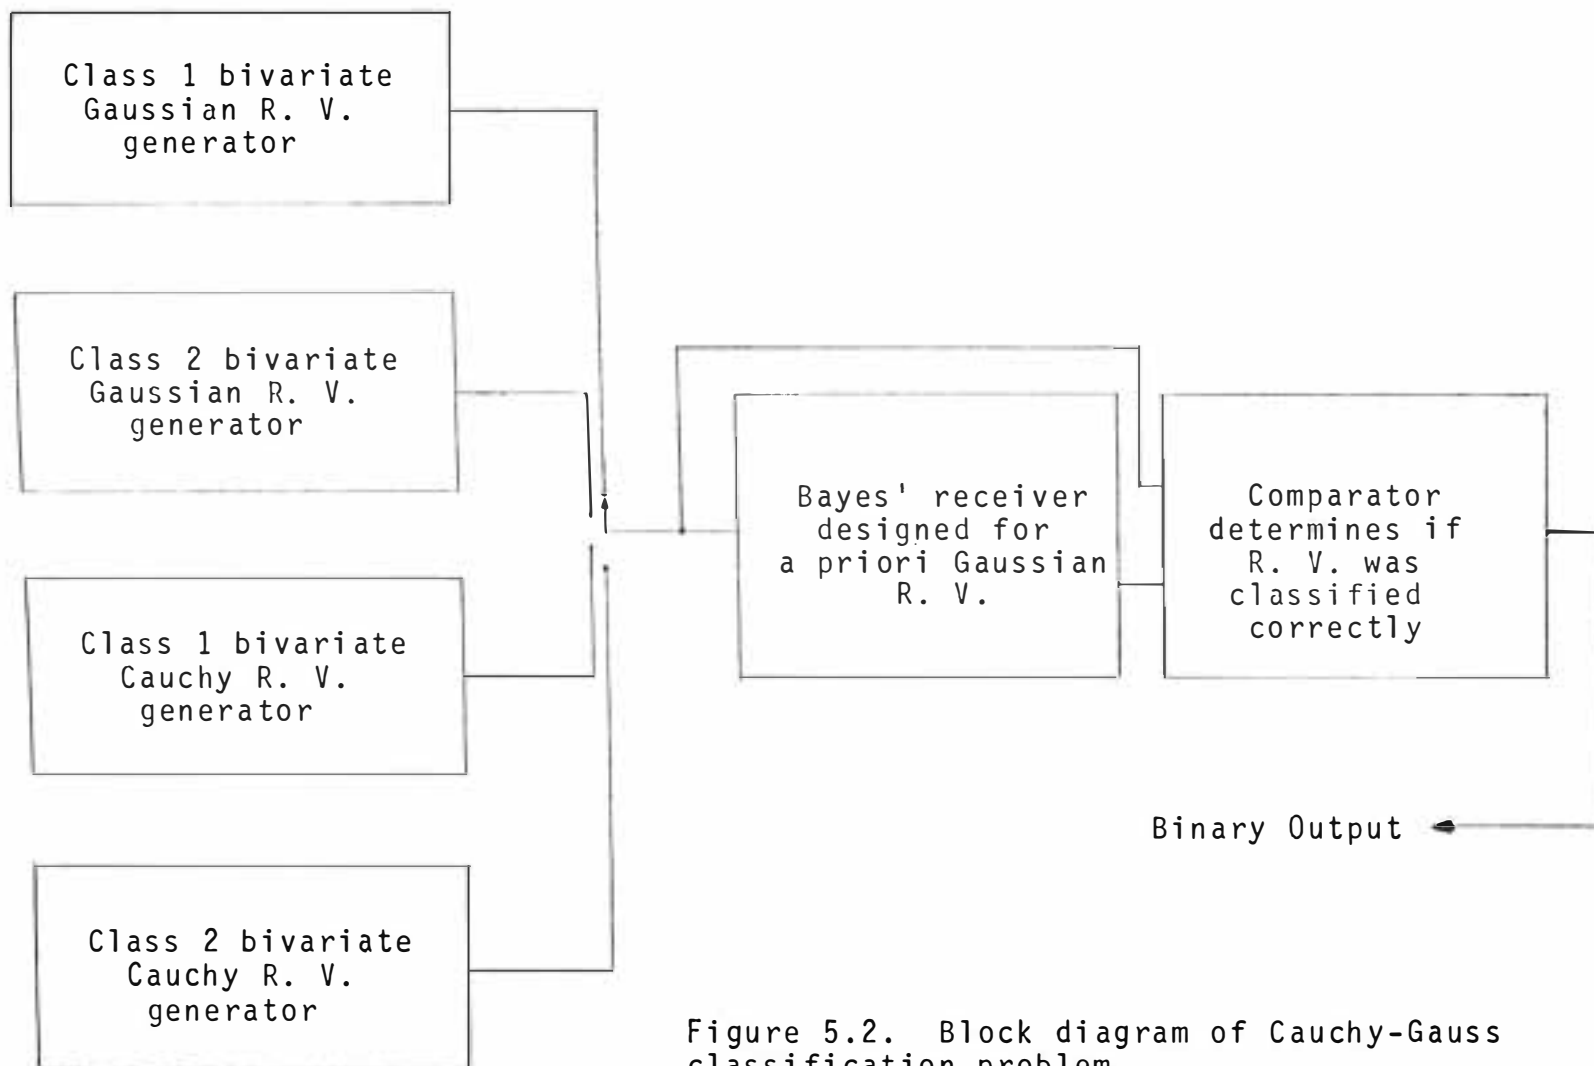 Class 1 bivariate
Gaussian R. V.
generator
Class 2 bivariate
Gaussian R. V.
generator
Class 1 bivariate
Cauchy R. V.
generator
Class 2 bivariate
Cauchy R. V.
generator
Bayes' receiver
designed for
a priori Gaussian
R. V.
Comparator
determines if
R. V. was
classified
correctly
Binary Output
Figure 5.2. Block diagram of Cauchy-Gauss
classification problem